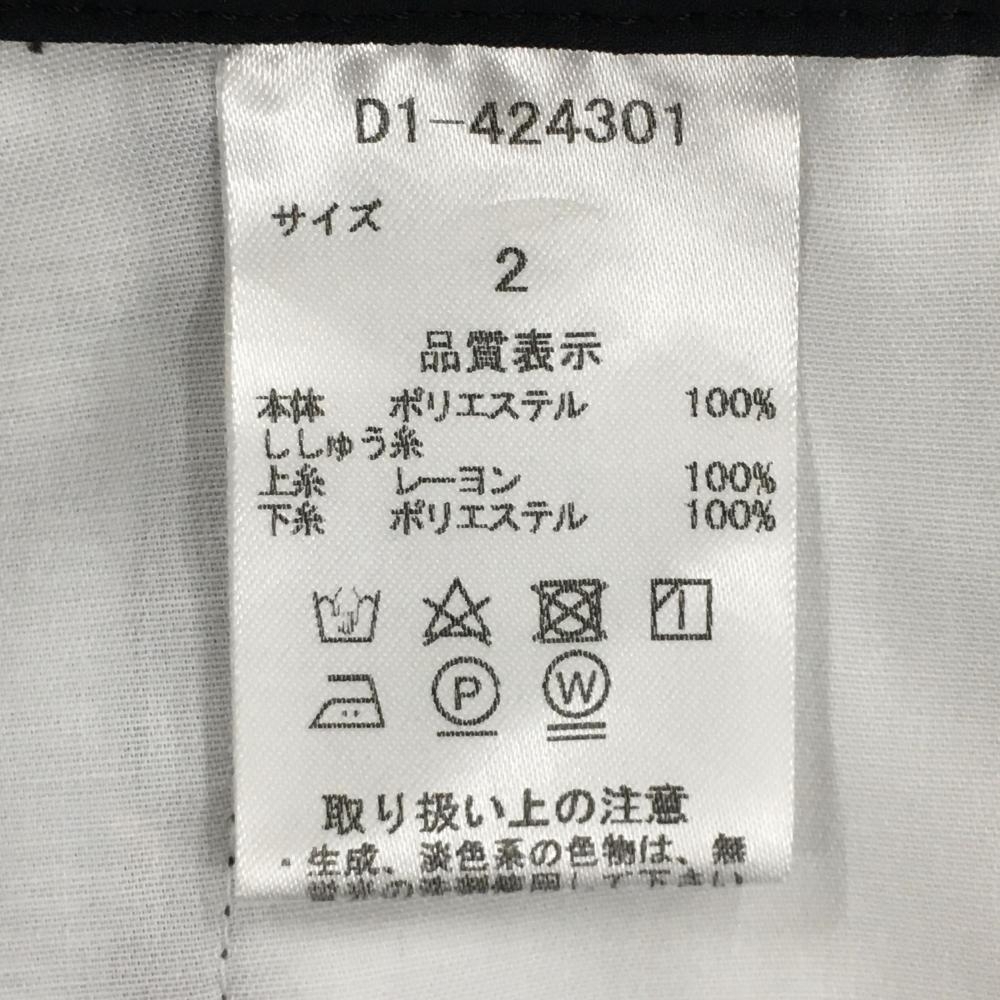 D1-424301
サイズ
2
品質表示
本体 ポリエステル 100%
ししゅう糸
上糸 レーヨン 100%
下糸 ポリエステル 100%
P W
取り扱い上の注意
・生成、淡色系の色物は、無